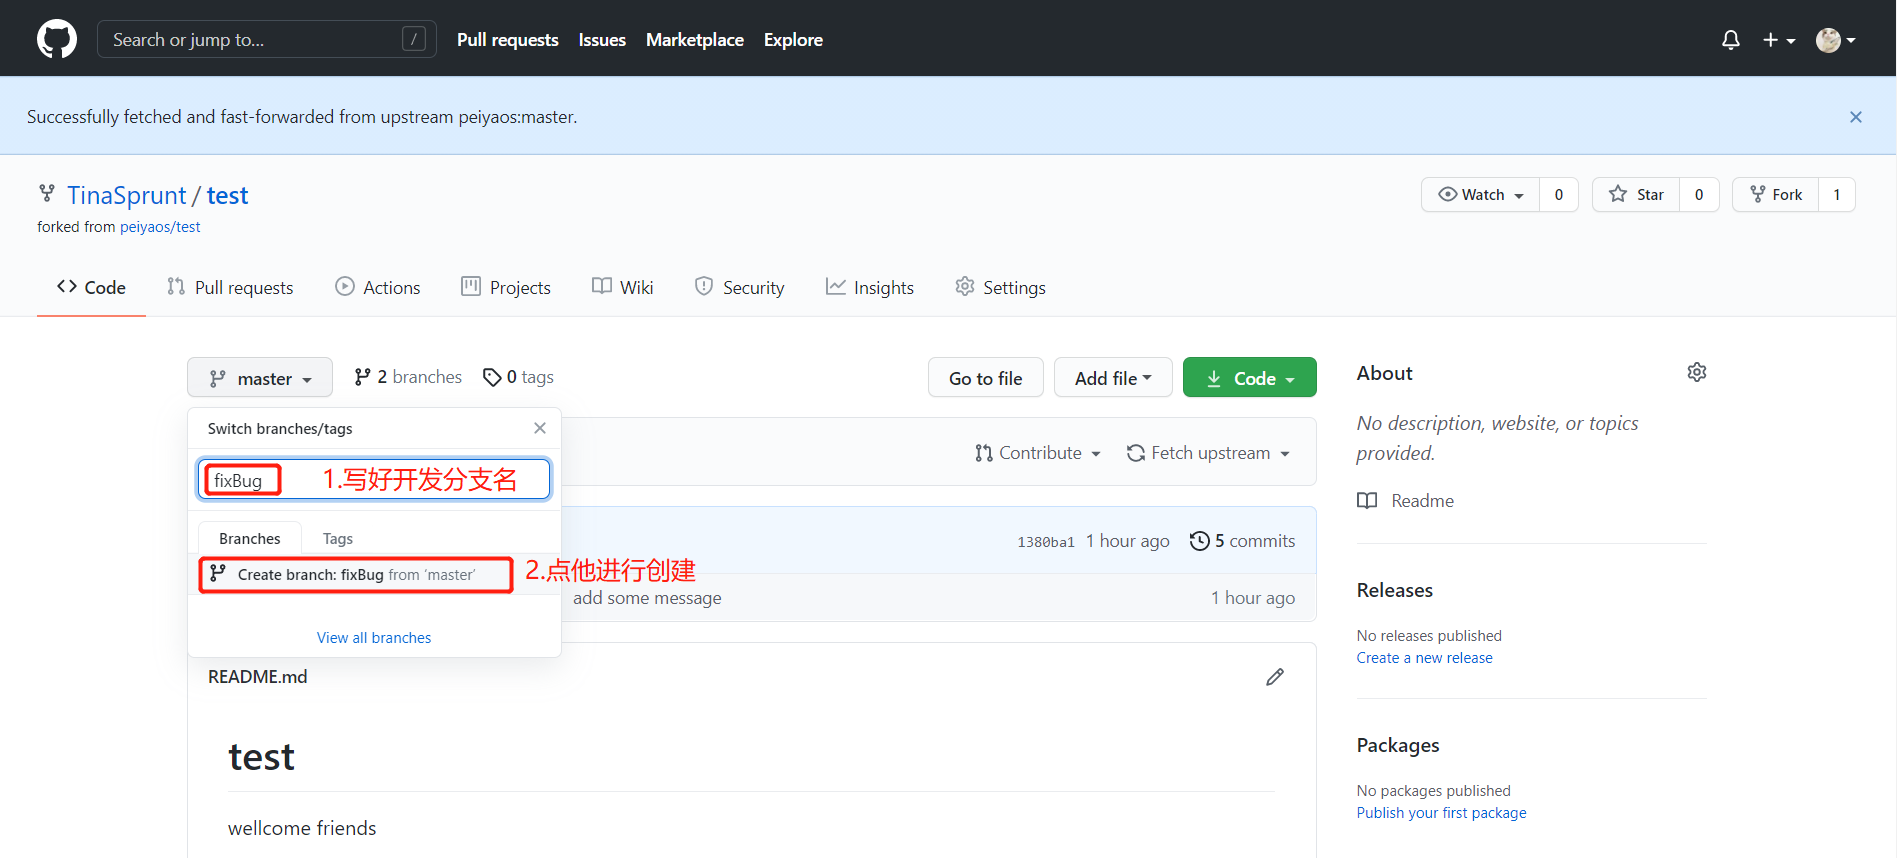 Search or jump to... /
Pull requests Issues Marketplace Explore
Successfully fetched and fast-forwarded from upstream peiyaos:master.
TinaSprunt / test
forked from peiyaos/test
Watch 0 Star 0 Fork 1
Code Pull requests Actions Projects Wiki Security Insights Settings
master 2 branches 0 tags Go to file Add file Code
Switch branches/tags
fixBug 1.写好开发分支名
Branches Tags
Create branch: fixBug from ‘master’ 2.点他进行创建
View all branches
Contribute Fetch upstream
1380ba1 1 hour ago 5 commits
add some message 1 hour ago
README.md
test
wellcome friends
About
No description, website, or topics
provided.
Readme
Releases
No releases published
Create a new release
Packages
No packages published
Publish your first package